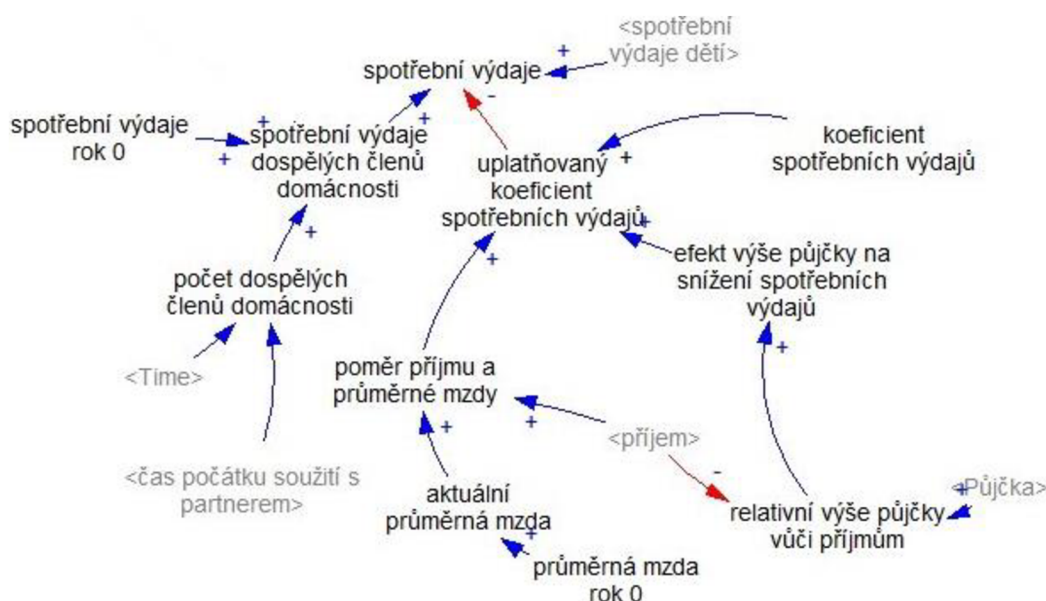 <spotřební
výdaje dětí>
spotřební výdaje
spotřební výdaje
rok 0
spotřební výdaje
dospělých členů
domácnosti
uplatňovaný
koeficient
spotřebních výdajů
koeficient
spotřebních výdajů
počet dospělých
členů domácnosti
efekt výše půjčky na
snížení spotřebních
výdajů
<Time>
poměr příjmu a
průměrné mzdy
<příjem>
<čas počátku soužití s
partnerem>
aktuální
průměrná mzda
relativní výše půjčky
vůči příjmům
<Půjčka>
průměrná mzda
rok 0